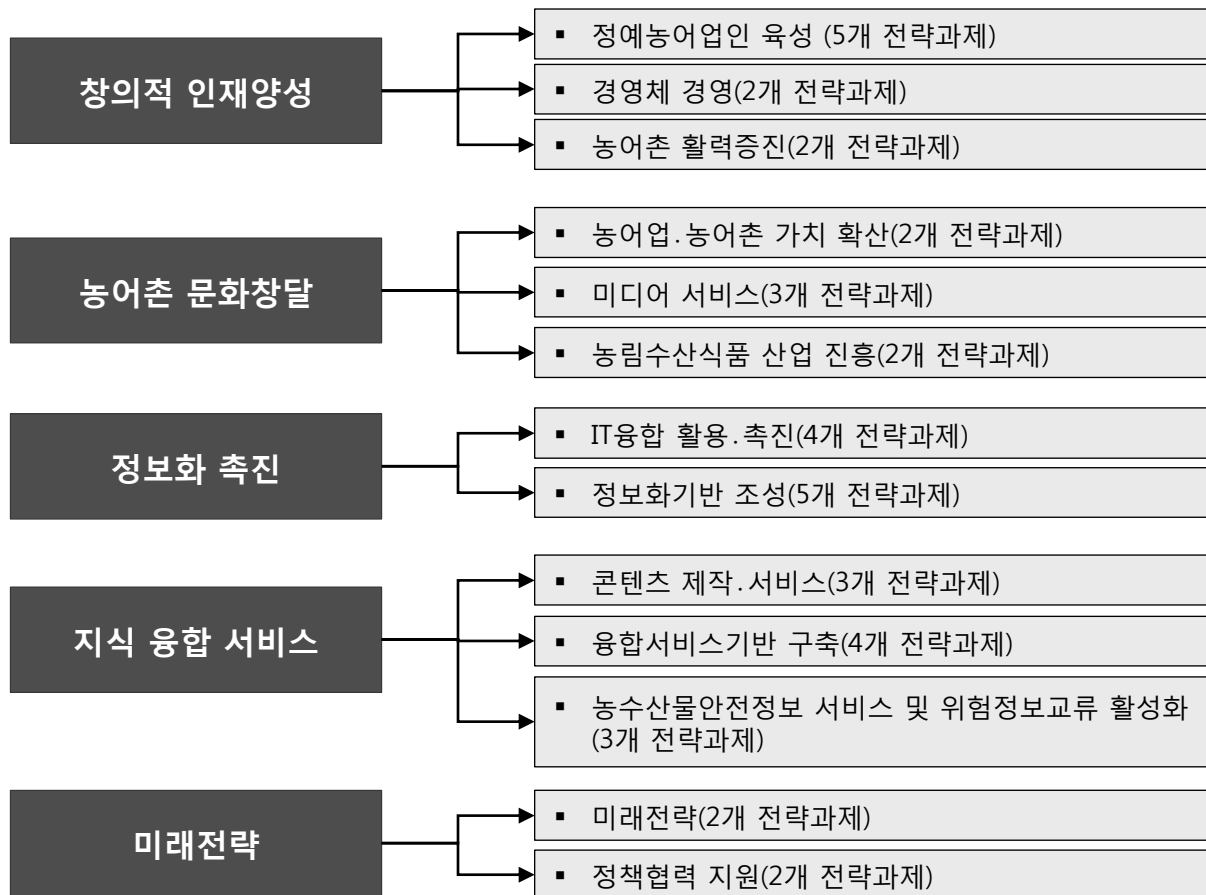 창의적 인재양성
▪ 정예농어업인 육성 (5개 전략과제)
▪ 경영체 경영(2개 전략과제)
▪ 농어촌 활력증진(2개 전략과제)
농어촌 문화창달
▪ 농어업.농어촌 가치 확산(2개 전략과제)
▪ 미디어 서비스(3개 전략과제)
▪ 농림수산식품 산업 진흥(2개 전략과제)
정보화 촉진
▪ IT융합 활용.촉진(4개 전략과제)
▪ 정보화기반 조성(5개 전략과제)
지식 융합 서비스
▪ 콘텐츠 제작.서비스(3개 전략과제)
▪ 융합서비스기반 구축(4개 전략과제)
▪ 농수산물안전정보 서비스 및 위험정보교류 활성화
(3개 전략과제)
미래전략
▪ 미래전략(2개 전략과제)
▪ 정책협력 지원(2개 전략과제)